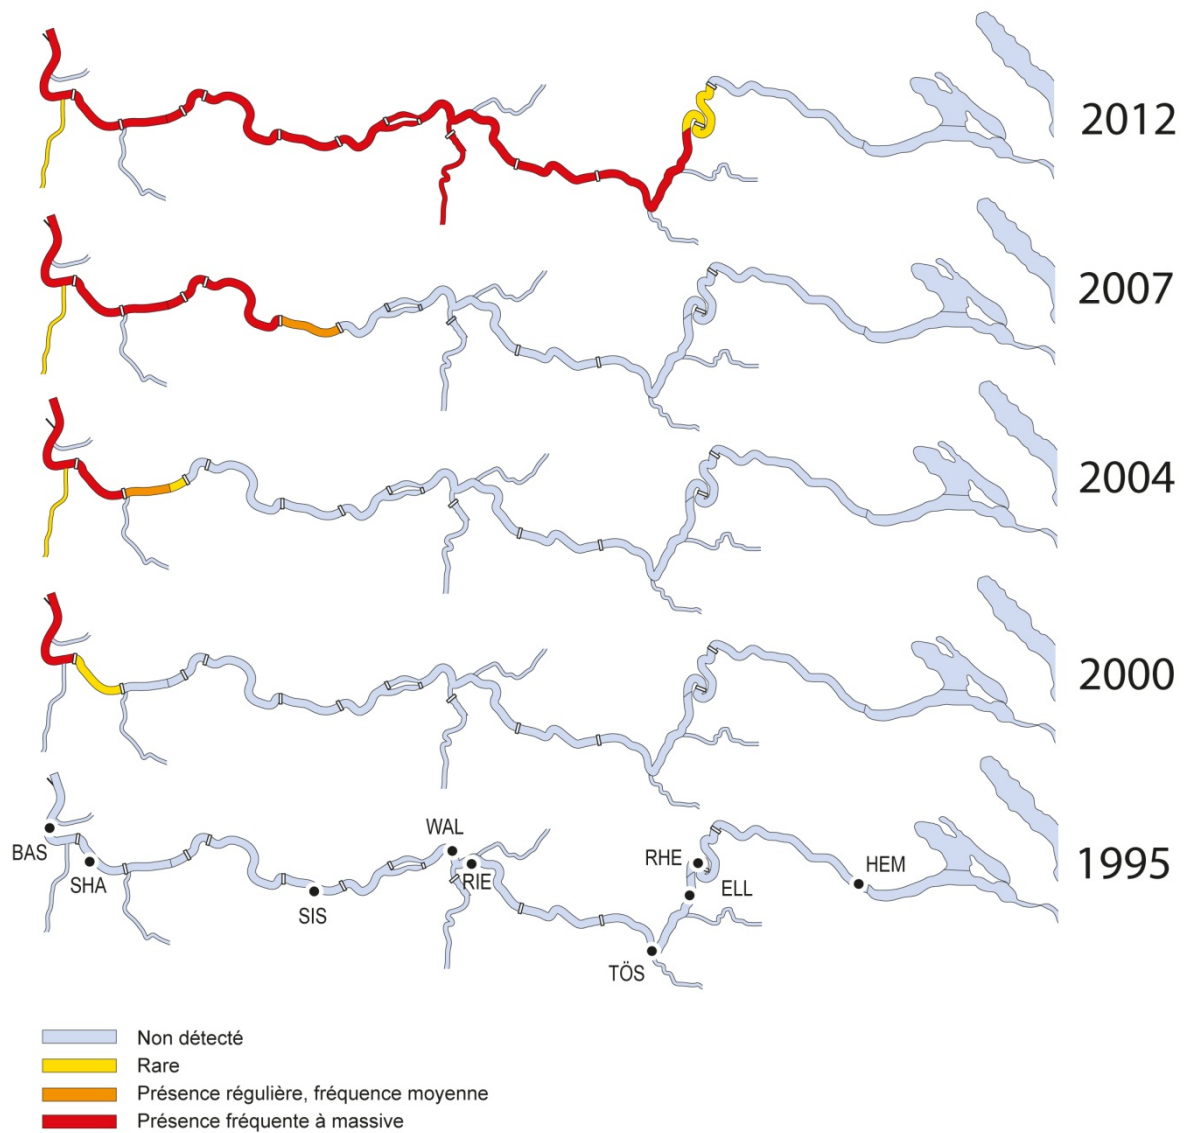 2012
2007
2004
2000
1995
BAS
SHA
SIS
WAL
RIE
RHE
ELL
HEM
TÖS
Non détecté
Rare
Présence régulière, fréquence moyenne
Présence fréquente à massive